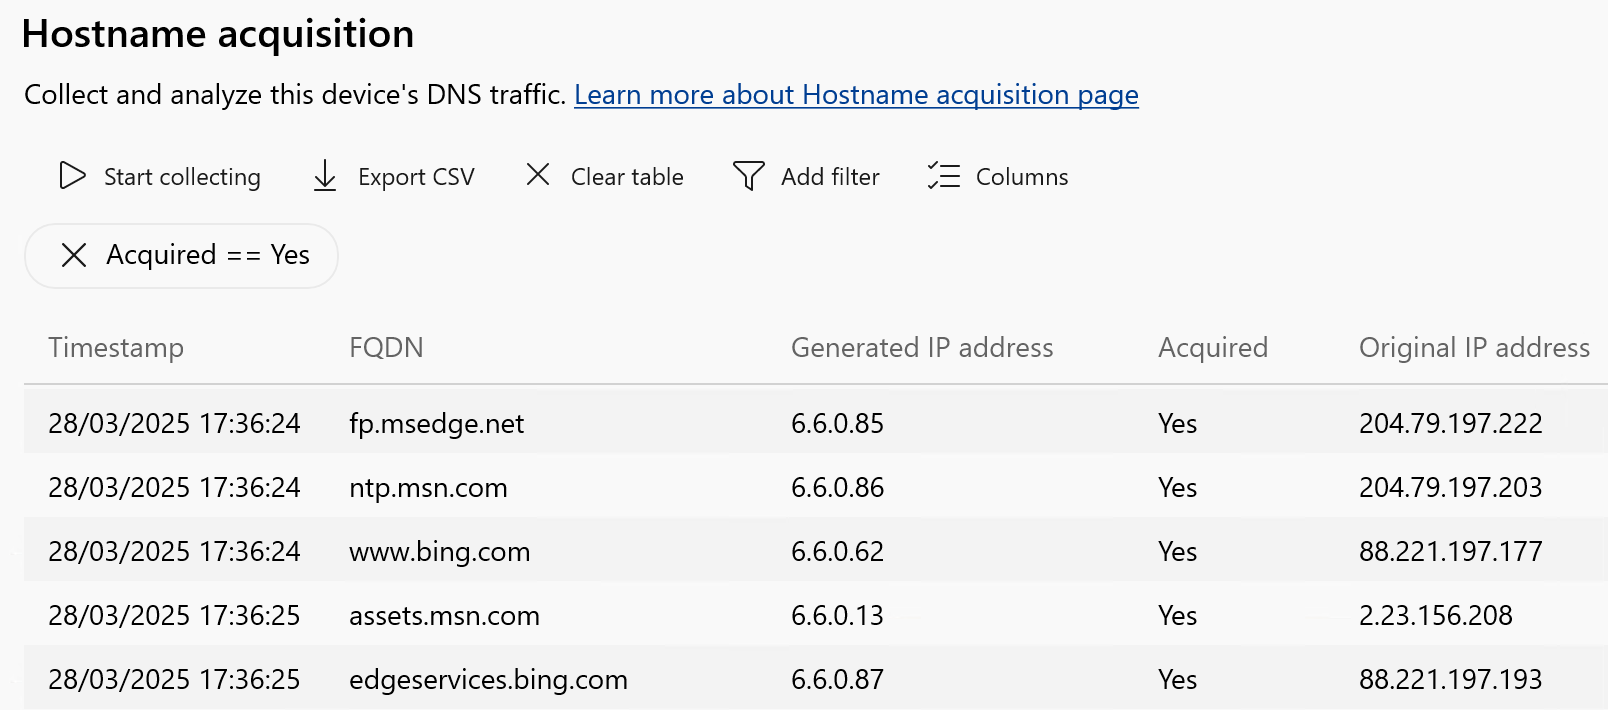 Hostname acquisition
Collect and analyze this device's DNS traffic. Learn more about Hostname acquisition page
Start collecting Export CSV Clear table Add filter Columns
Acquired == Yes
Timestamp FQDN Generated IP address Acquired Original IP address
28/03/2025 17:36:24 fp.msedge.net 6.6.0.85 Yes 204.79.197.222
28/03/2025 17:36:24 ntp.msn.com 6.6.0.86 Yes 204.79.197.203
28/03/2025 17:36:24 www.bing.com 6.6.0.62 Yes 88.221.197.177
28/03/2025 17:36:25 assets.msn.com 6.6.0.13 Yes 2.23.156.208
28/03/2025 17:36:25 edgeservices.bing.com 6.6.0.87 Yes 88.221.197.193